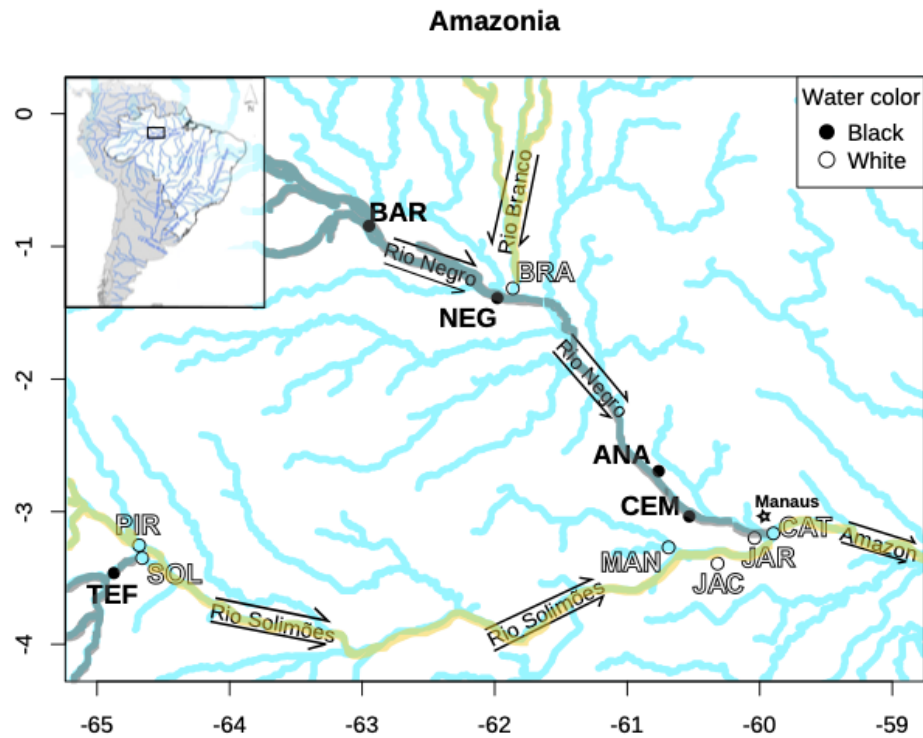 Amazonia
N
Water color
Black
White
0
-1
-2
-3
-4
BAR
Rio Negro
Rio Branco
BRA
NEG
Rio Negro
ANA
CEM
Manaus
CAT
Amazon
JAR
MAN
JAC
PIR
SOL
TEF
Rio Solimões
Rio Solimões
-65
-64
-63
-62
-61
-60
-59